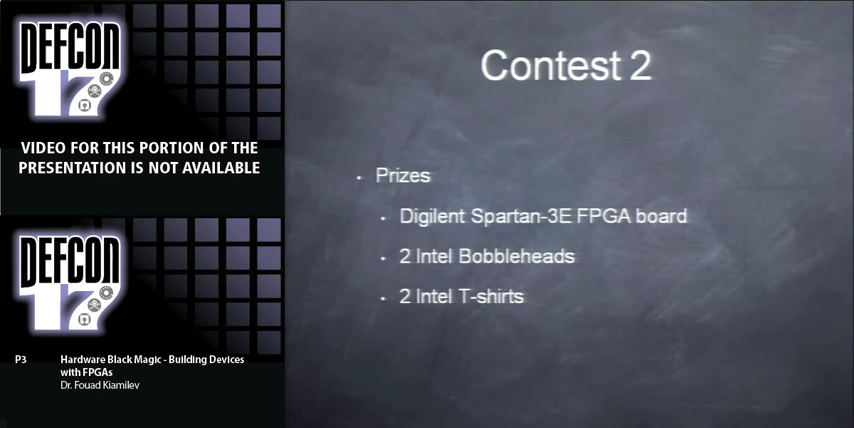 DEFCON
17
VIDEO FOR THIS PORTION OF THE
PRESENTATION IS NOT AVAILABLE
DEFCON
17
P3 Hardware Black Magic - Building Devices
with FPGAs
Dr. Fouad Kiamilev
Contest 2
• Prizes
• Digilent Spartan-3E FPGA board
• 2 Intel Bobbleheads
• 2 Intel T-shirts